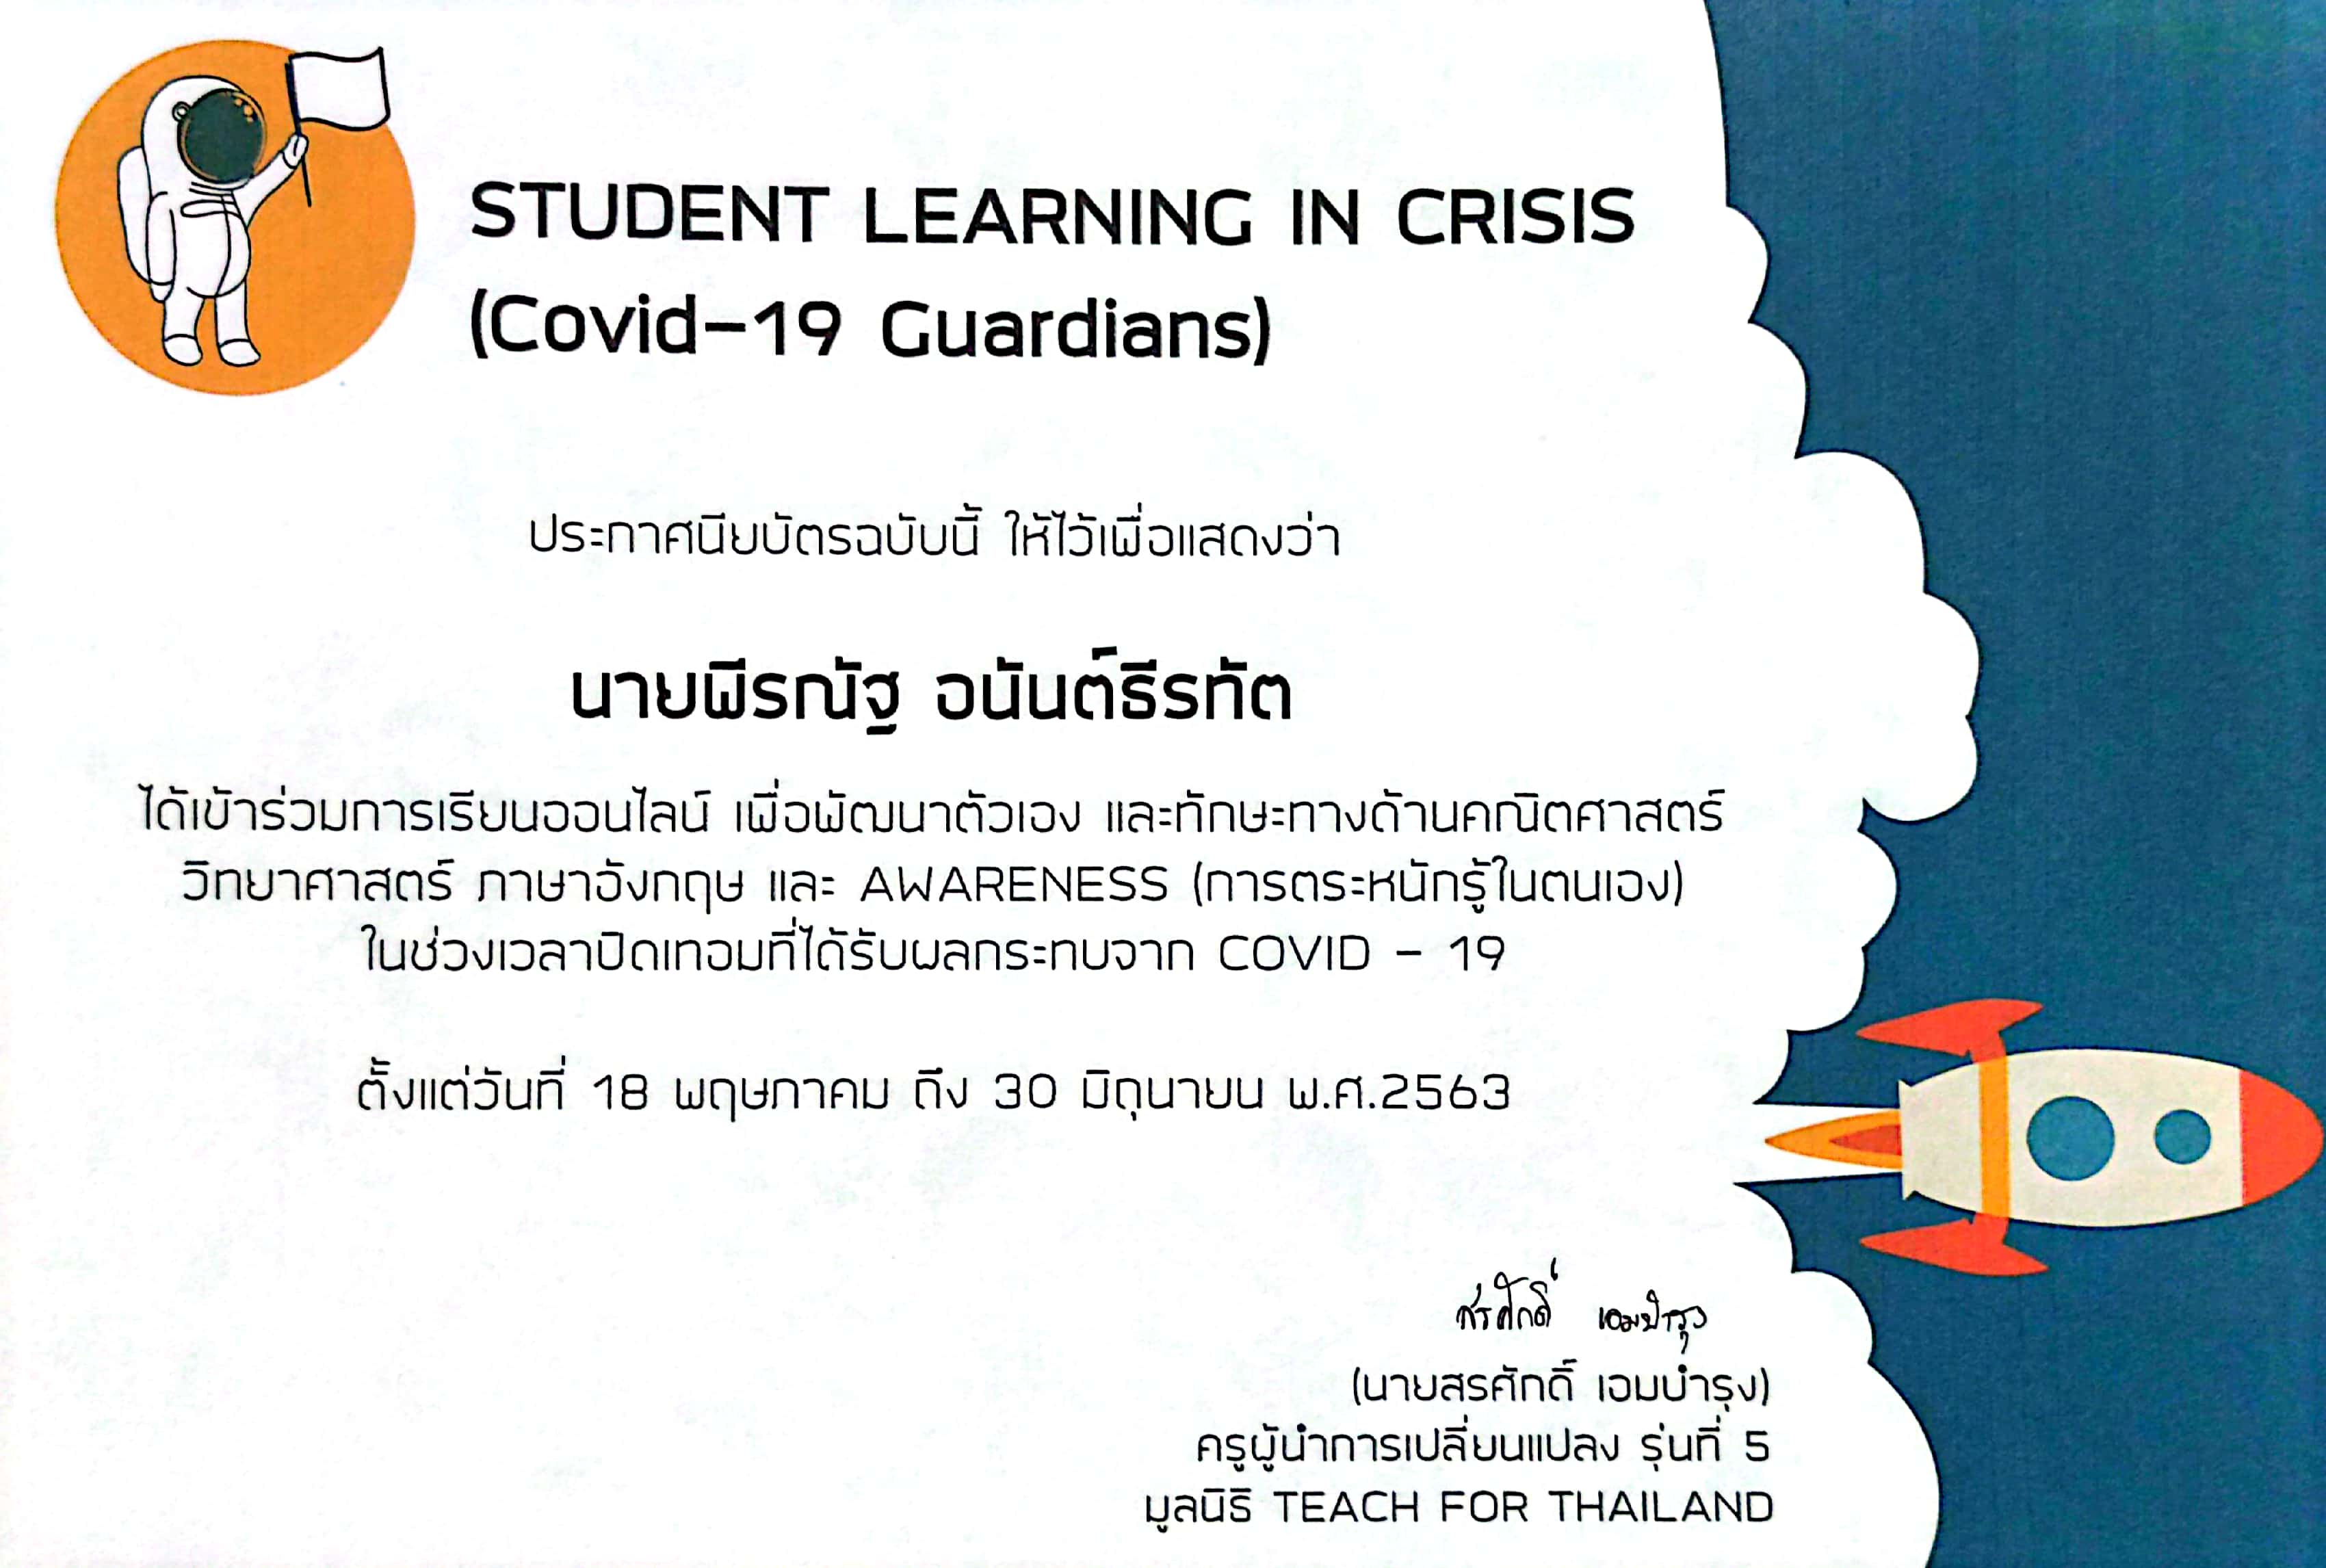 STUDENT LEARNING IN CRISIS
(Covid-19 Guardians)
ประกาศนียบัตรฉบับนี้ ให้ไว้เพื่อแสดงว่า
นายพีรณัฐ อนันต์ธีรทัต
ได้เข้าร่วมการเรียนออนไลน์ เพื่อพัฒนาตัวเอง และทักษะทางด้านคณิตศาสตร์
วิทยาศาสตร์ ภาษาอังกฤษ และ AWARENESS (การตระหนักรู้ในตนเอง)
ในช่วงเวลาปิดเทอมที่ได้รับผลกระทบจาก COVID - 19
ตั้งแต่วันที่ 18 พฤษภาคม ถึง 30 มิถุนายน พ.ศ.2563
สรศักดิ์ เอมบำรุง
(นายสรศักดิ์ เอมบำรุง)
ครูผู้นำการเปลี่ยนแปลง รุ่นที่ 5
มูลนิธิ TEACH FOR THAILAND